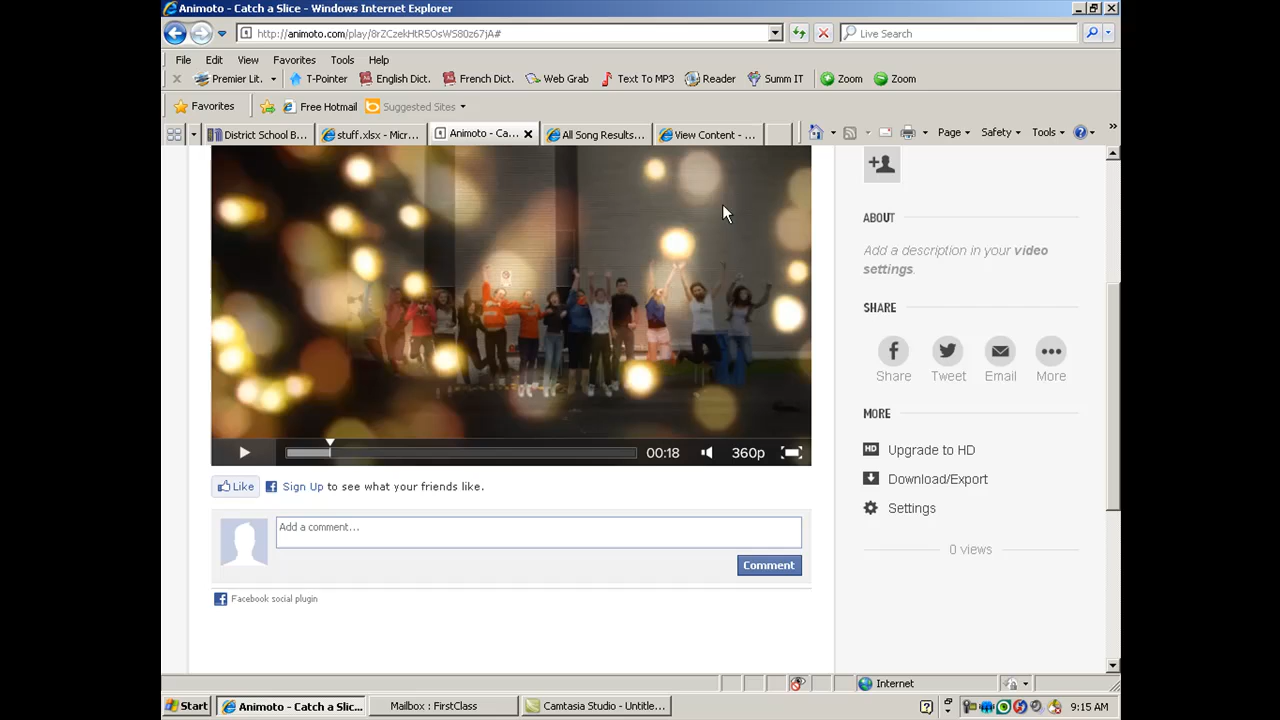 Animoto - Catch a Slice - Windows Internet Explorer
http://animoto.com/play/8rZCzekHtR5OsWS80z67jA#
Live Search
File Edit View Favorites Tools Help
Premier Lit. T-Pointer English Dict. French Dict. Web Grab Text To MP3 Reader Summ IT Zoom Zoom
Favorites Free Hotmail Suggested Sites
District School B... stuff.xlsx - Micr... Animoto - Ca... All Song Results... View Content - ... Page Safety Tools
ABOUT
Add a description in your video
settings.
SHARE
Share Tweet Email More
MORE
HD Upgrade to HD
Download/Export
Settings
0 views
00:18 360p
Like Sign Up to see what your friends like.
Add a comment...
Comment
Facebook social plugin
Internet
Start Animoto - Catch a Slic... Mailbox : FirstClass Camtasia Studio - Untitle... 9:15 AM